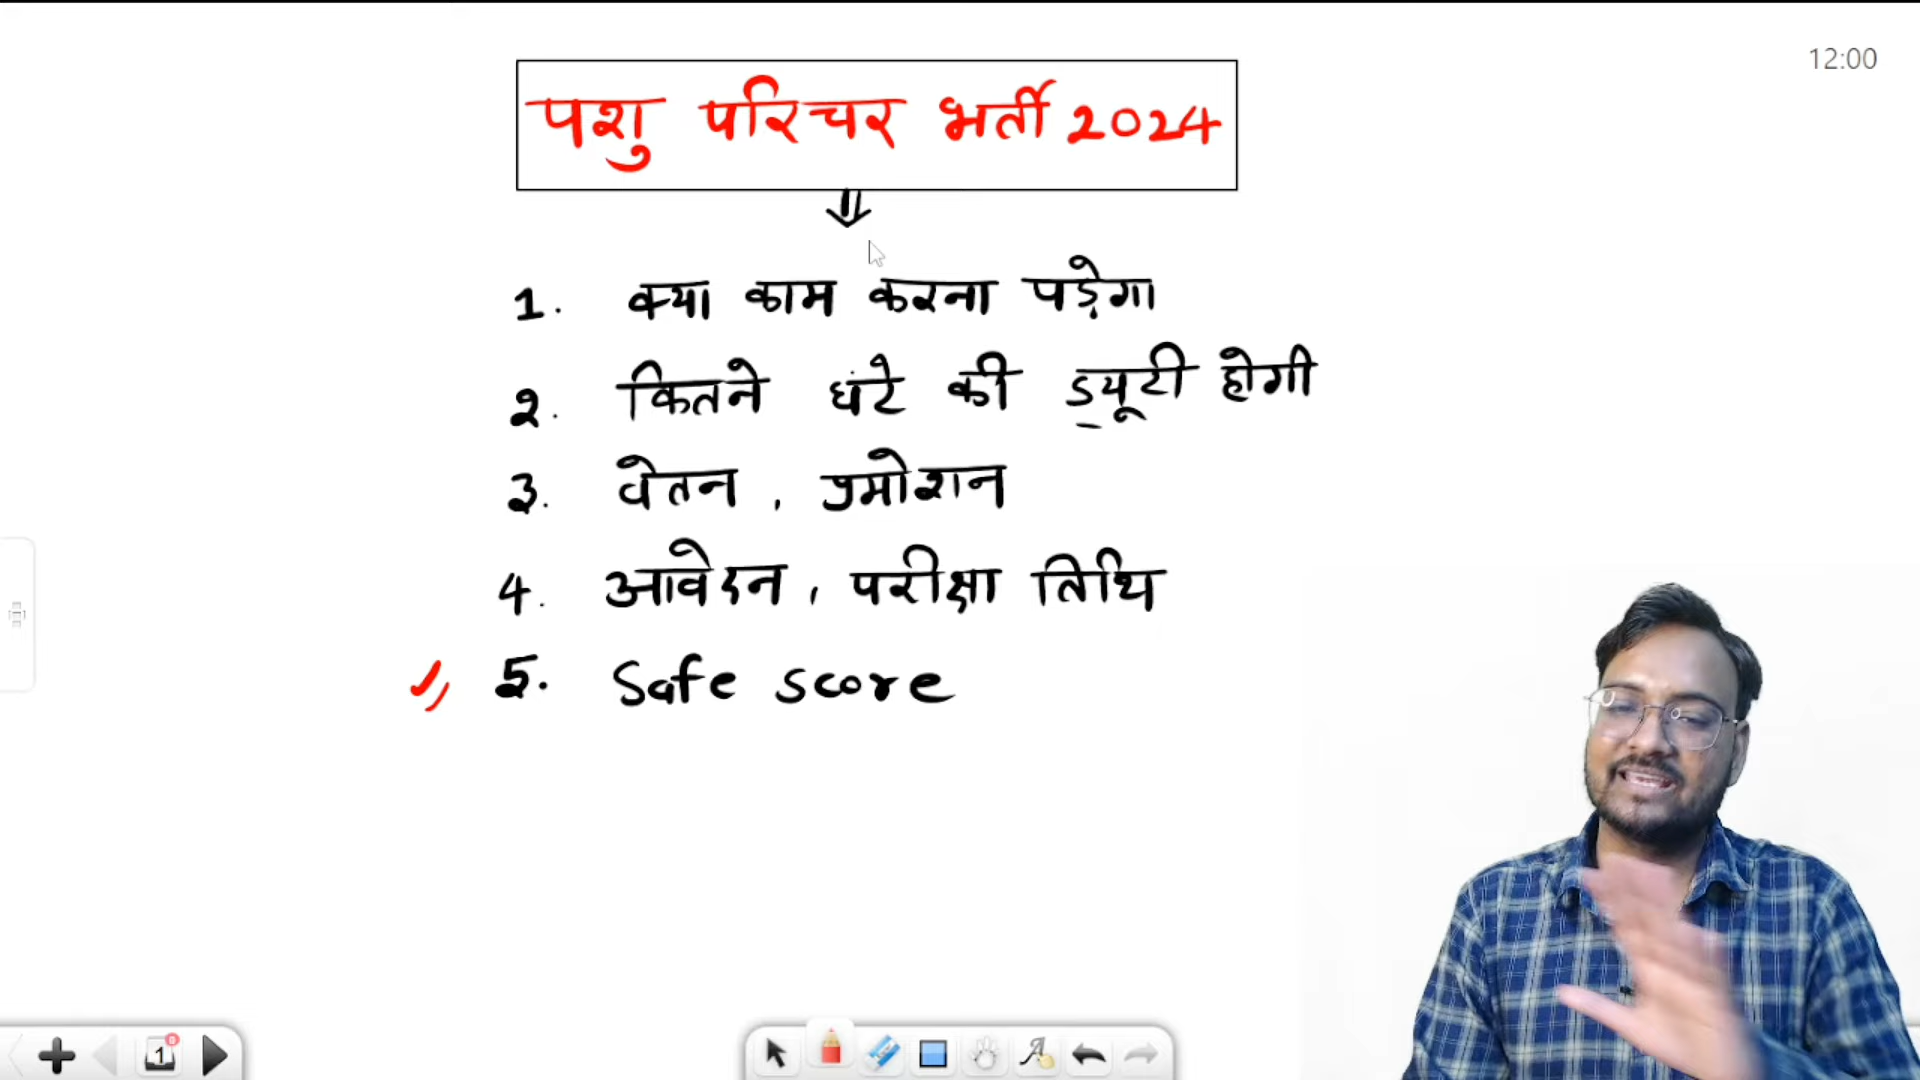 12:00
पशु परिचर भर्ती 2024
1. क्या काम करना पड़ेगा
2. कितने घंटे की ड्यूटी होगी
3. वेतन, प्रमोशन
4. आवेदन, परीक्षा तिथि
5. Safe score
1